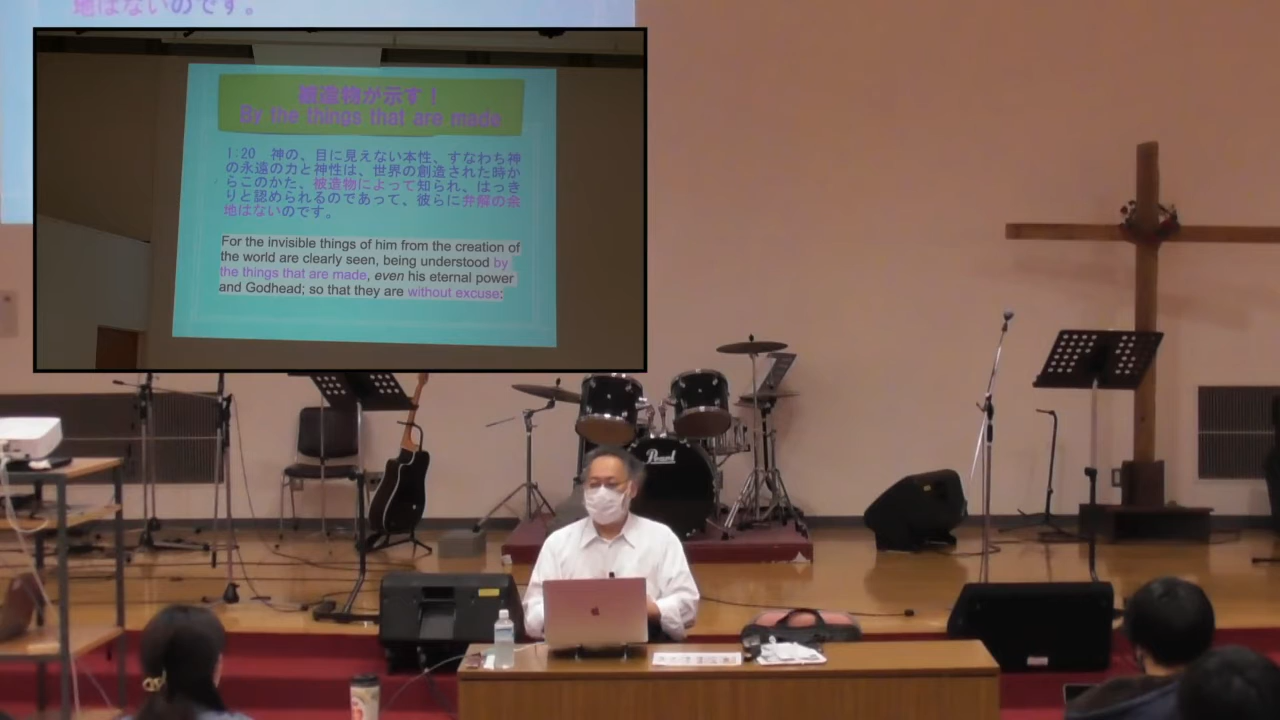 地はないのです。
被造物が示す！
By the things that are made
1:20 神の、目に見えない本性、すなわち神
の永遠の力と神性は、世界の創造された時か
らこのかた、被造物によって知られ、はっき
りと認められるのであって、彼らに弁解の余
地はないのです。
For the invisible things of him from the creation of
the world are clearly seen, being understood by
the things that are made, even his eternal power
and Godhead; so that they are without excuse:
Pearl